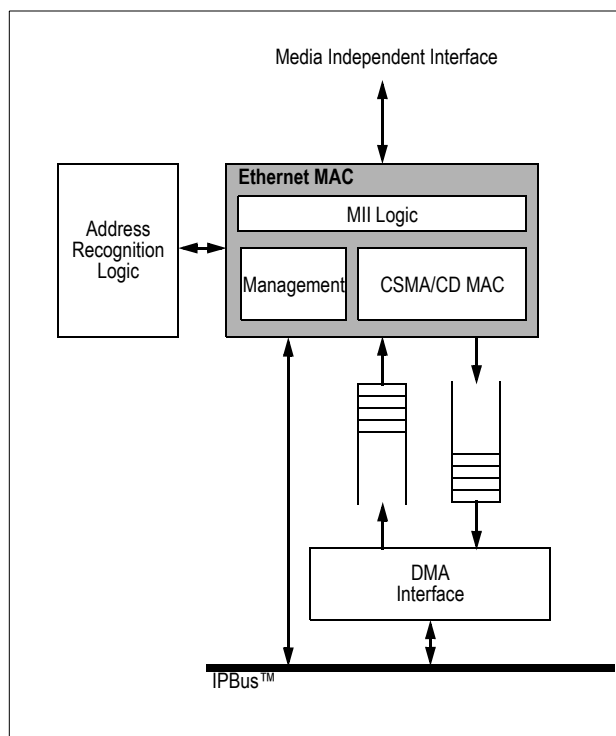 Media Independent Interface
Ethernet MAC
MII Logic
Address
Recognition
Logic
Management
CSMA/CD MAC
DMA
Interface
IPBus™